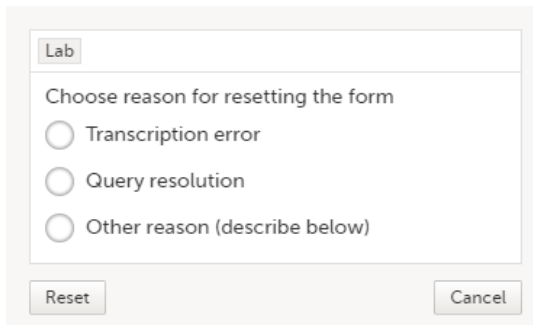 Lab
Choose reason for resetting the form
Transcription error
Query resolution
Other reason (describe below)
Reset Cancel